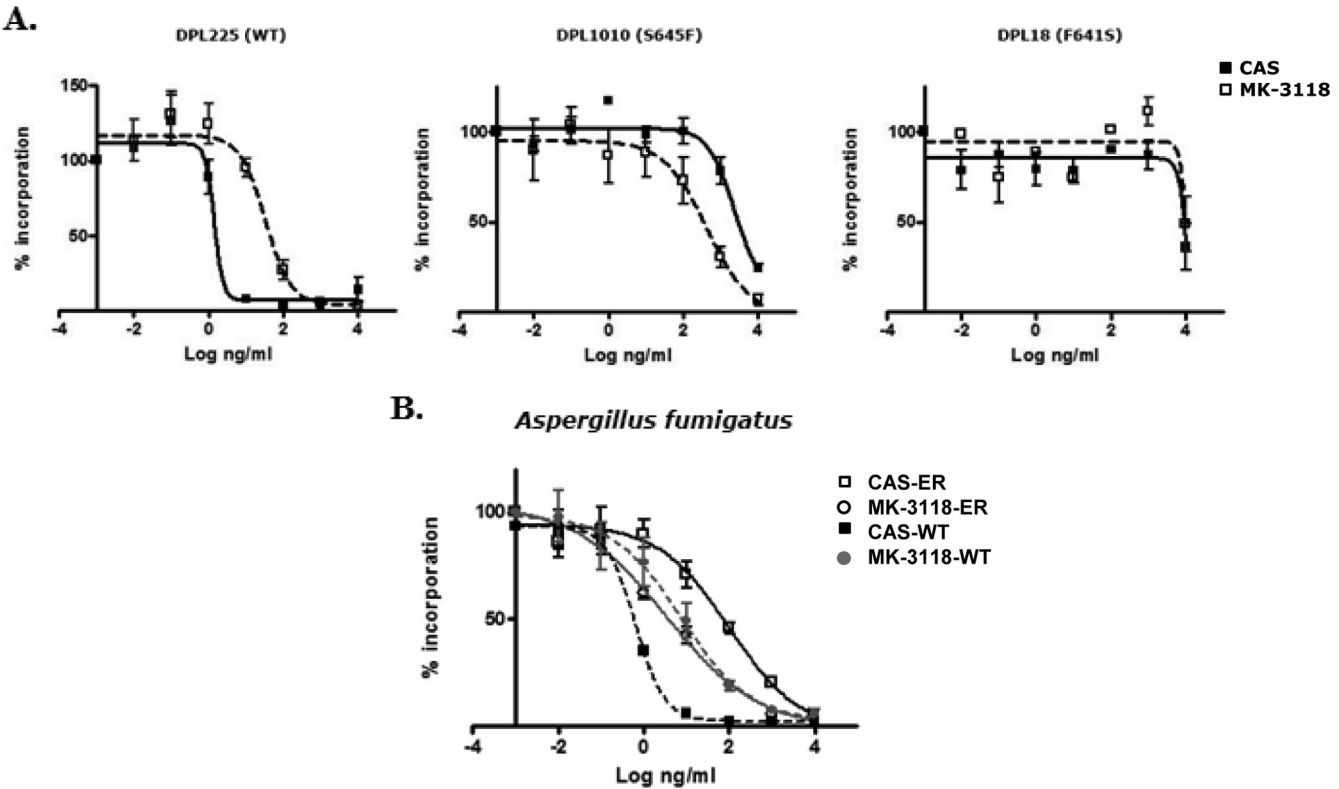 A.
DPL225 (WT)
DPL1010 (S645F)
DPL18 (F641S)
CAS
MK-3118
% incorporation
150
100
50
-4
-2
0
2
4
Log ng/ml
% incorporation
100
50
-4
-2
0
2
4
Log ng/ml
% incorporation
100
50
-4
-2
0
2
4
Log ng/ml
B.
Aspergillus fumigatus
CAS-ER
MK-3118-ER
CAS-WT
MK-3118-WT
% incorporation
100
50
-4
-2
0
2
4
Log ng/ml